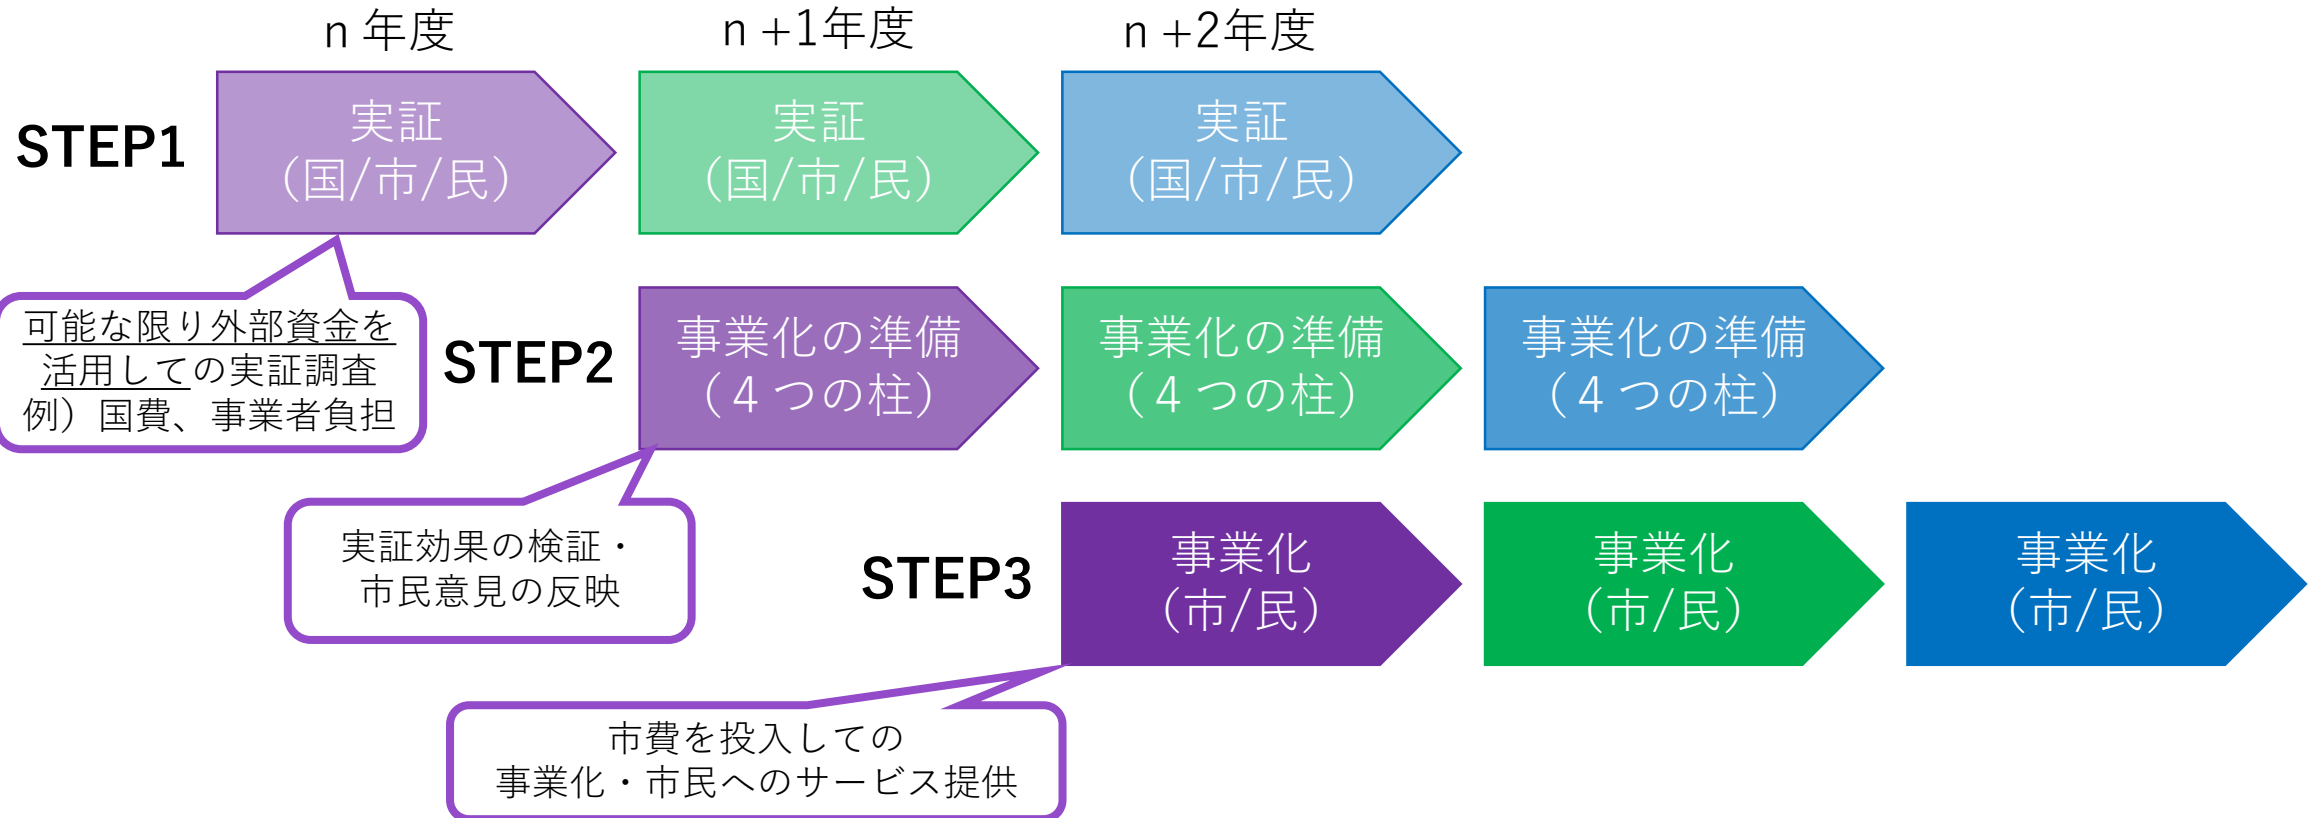 n 年度
n +1年度
n +2年度
STEP1
実証
（国/市/民）
実証
（国/市/民）
実証
（国/市/民）
可能な限り外部資金を
活用しての実証調査
例）国費、事業者負担
STEP2
事業化の準備
（４つの柱）
事業化の準備
（４つの柱）
事業化の準備
（４つの柱）
実証効果の検証・
市民意見の反映
STEP3
事業化
（市/民）
事業化
（市/民）
事業化
（市/民）
市費を投入しての
事業化・市民へのサービス提供